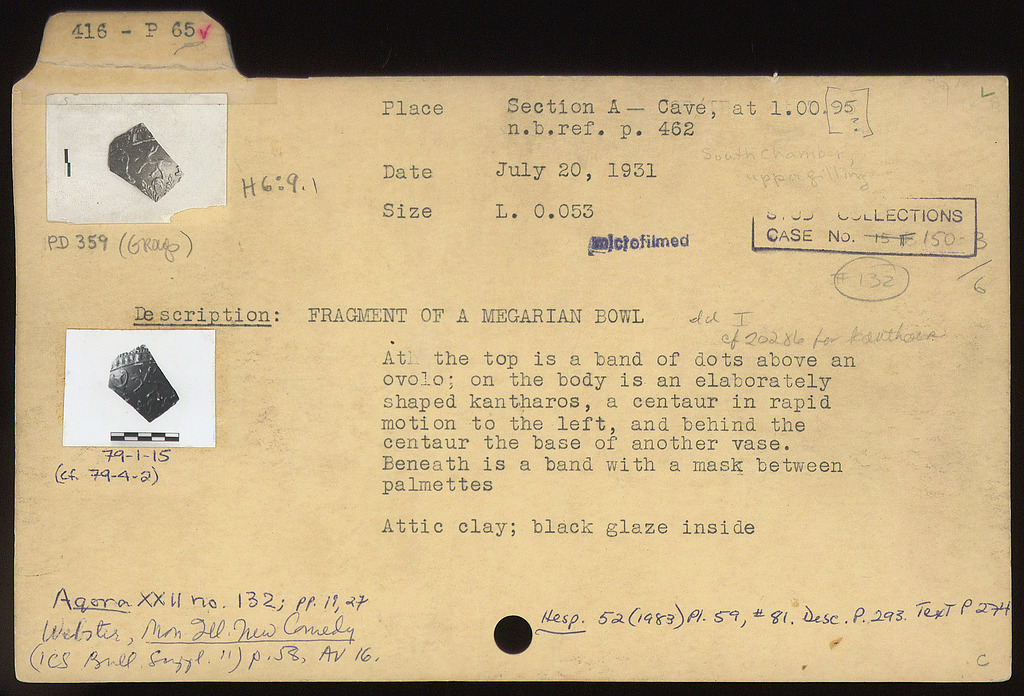 416 - P 65
Place Section A — Cave, at 1.00. [95 ?]
n.b.ref. p. 462
South Chamber,
upper filling
Date July 20, 1931
H6:9.1
Size L. 0.053
COLLECTIONS
CASE No. 15 150-B
6
microfilmed
PD 359 (Group)
# 132
Description: FRAGMENT OF A MEGARIAN BOWL
dd I
cf 20286 for kantharos
At the top is a band of dots above an
ovolo; on the body is an elaborately
shaped kantharos, a centaur in rapid
motion to the left, and behind the
centaur the base of another vase.
Beneath is a band with a mask between
palmettes
79-1-15
(cf. 79-4-2)
Attic clay; black glaze inside
Agora XXII no. 132; pp. 19, 27
Webster, Mon. Ill. New Comedy
(ICS Bull. Suppl. 11) p. 58, AV 16.
Hesp. 52 (1983) Pl. 59, # 81. Desc. P. 293. Text P 274
C